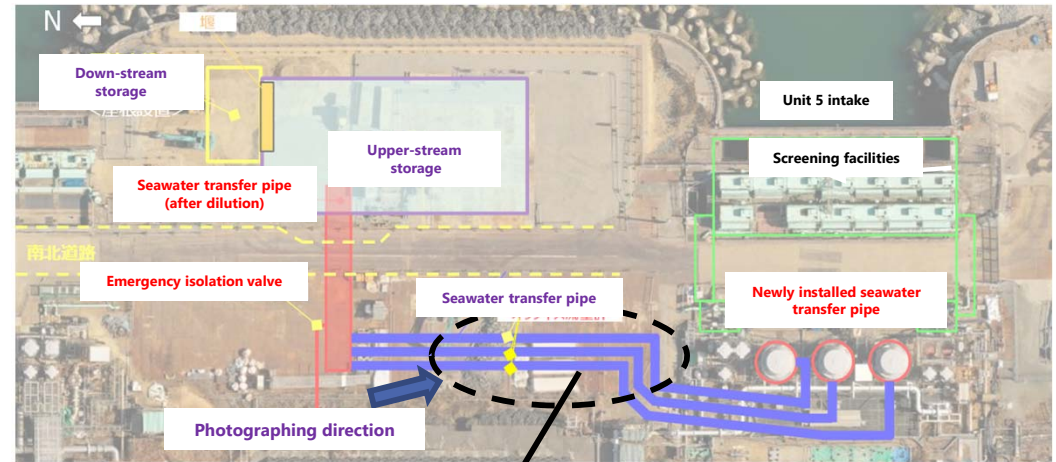 N
堰
Down-stream
storage
Unit 5 intake
Screening facilities
Upper-stream
storage
Seawater transfer pipe
(after dilution)
南北道路
Emergency isolation valve
Seawater transfer pipe
Newly installed seawater
transfer pipe
Photographing direction